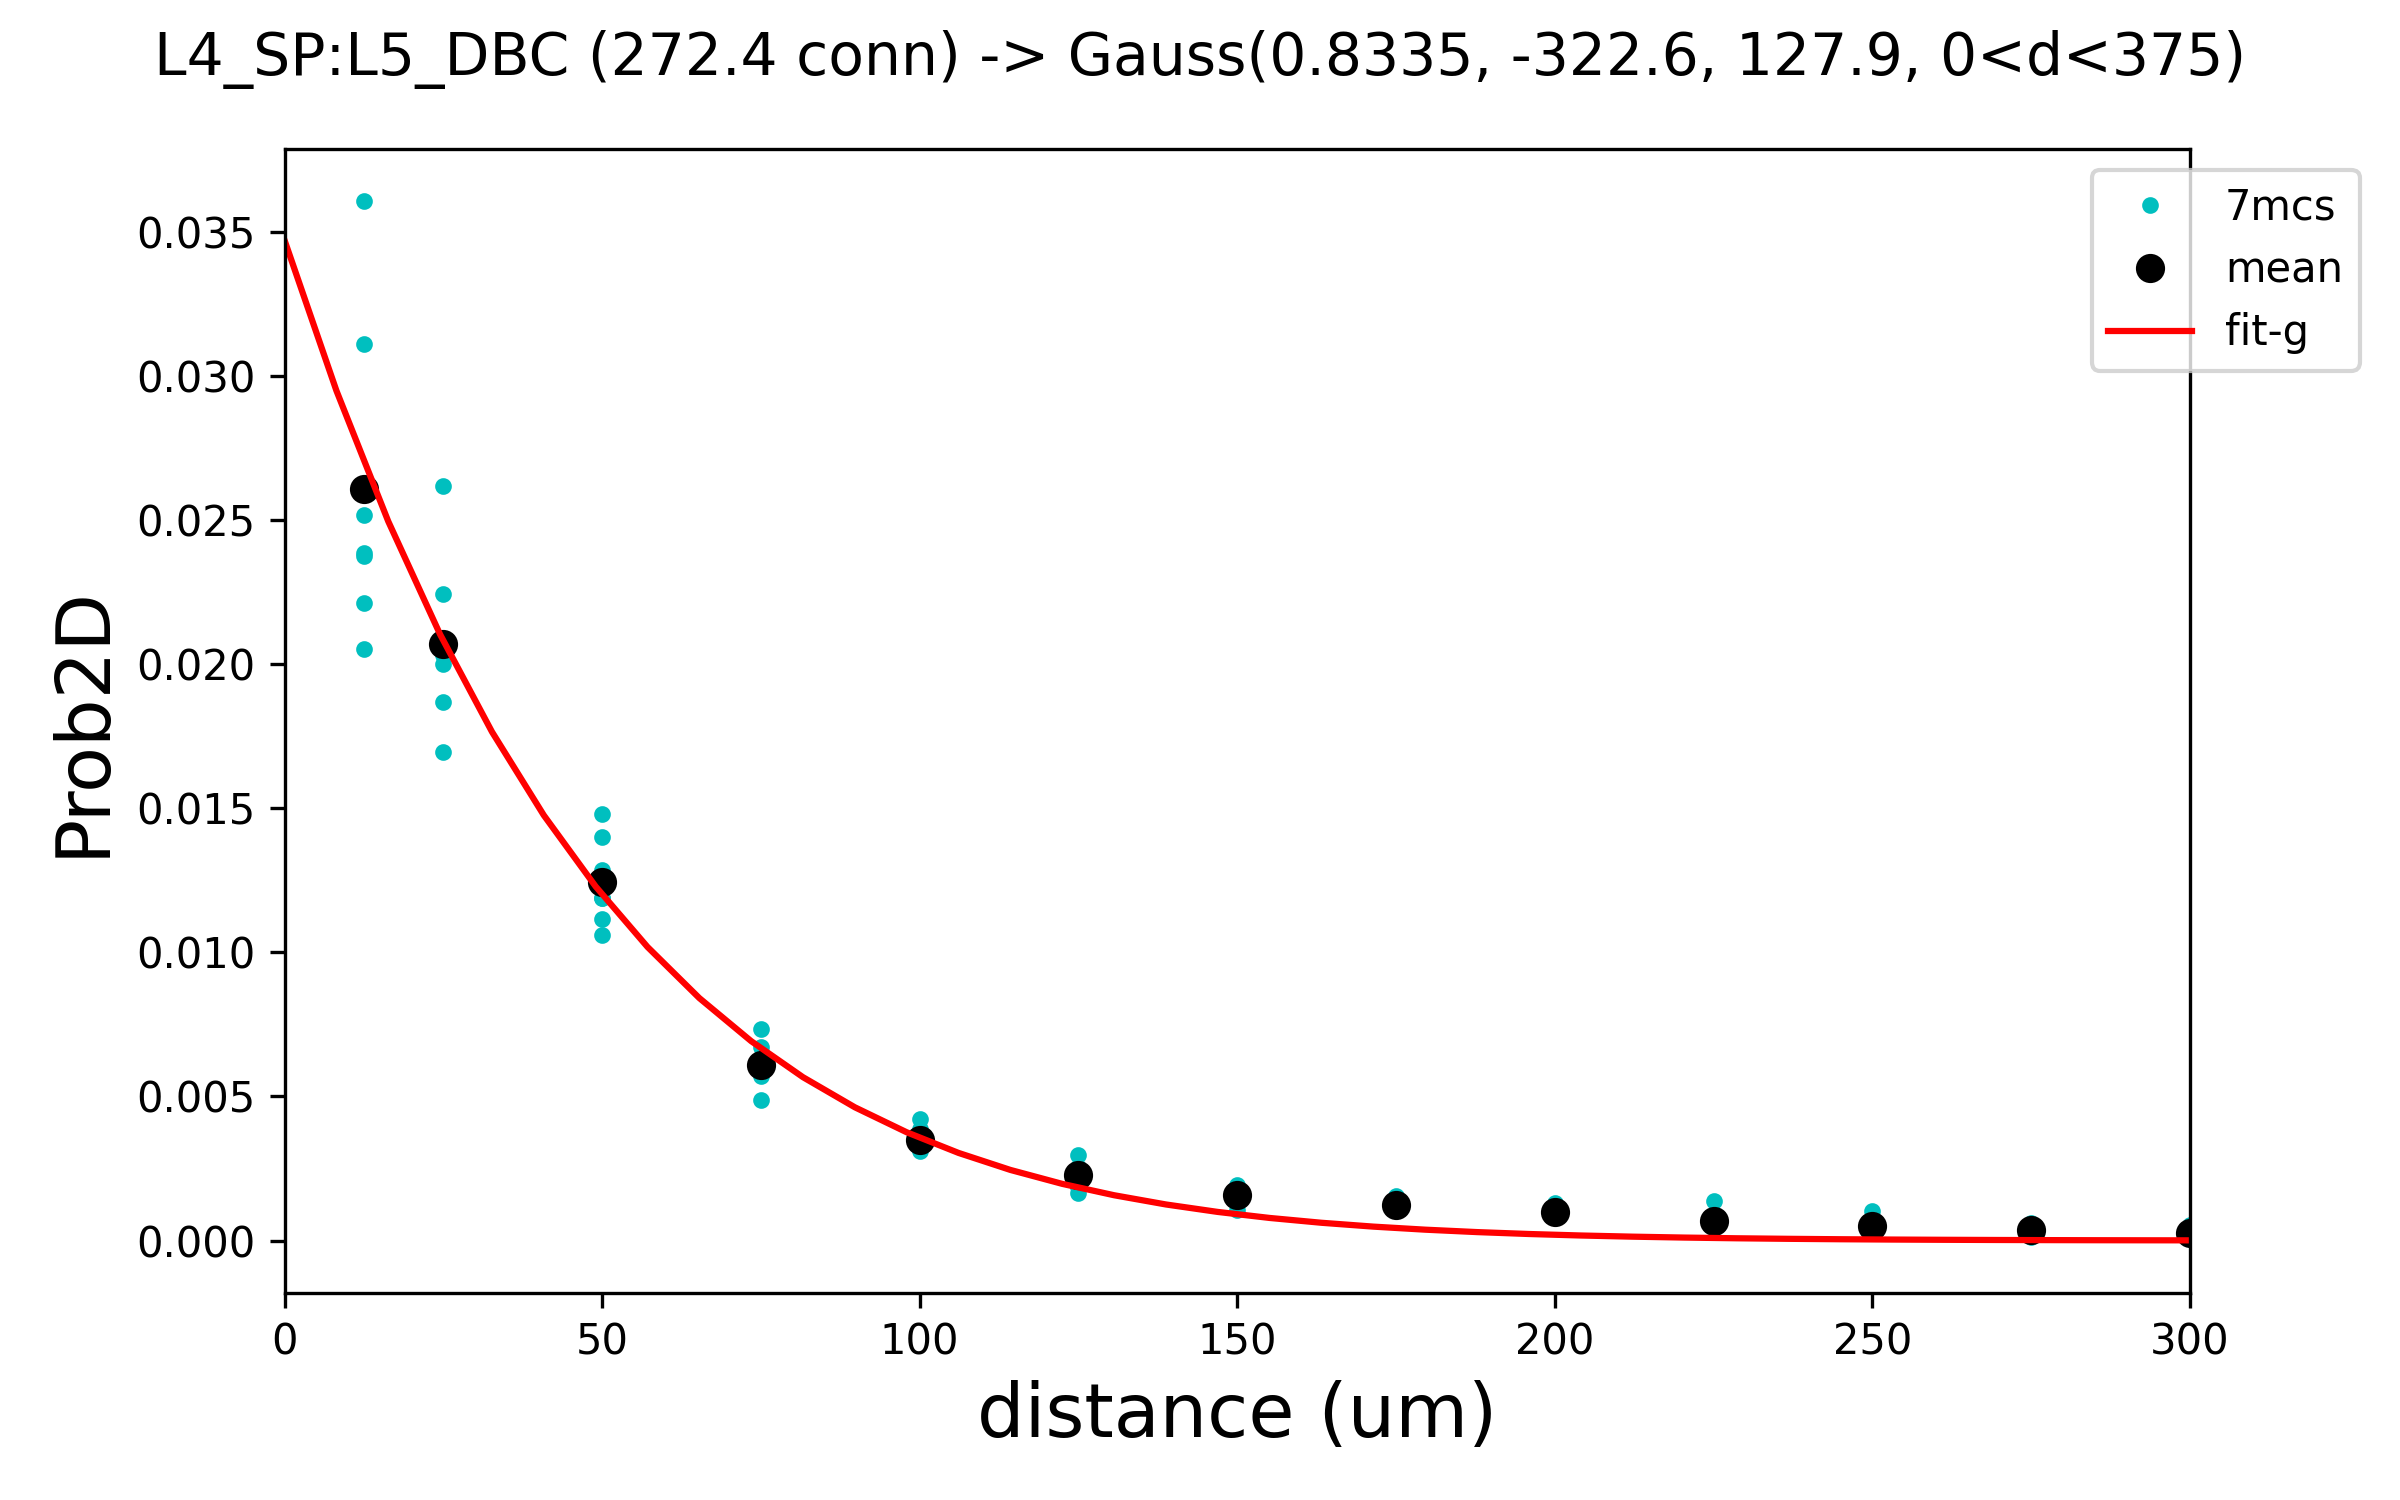 L4_SP:L5_DBC (272.4 conn) -> Gauss(0.8335, -322.6, 127.9, 0<d<375)
7mcs
mean
fit-g
Prob2D
0.035
0.030
0.025
0.020
0.015
0.010
0.005
0.000
0 50 100 150 200 250 300
distance (um)